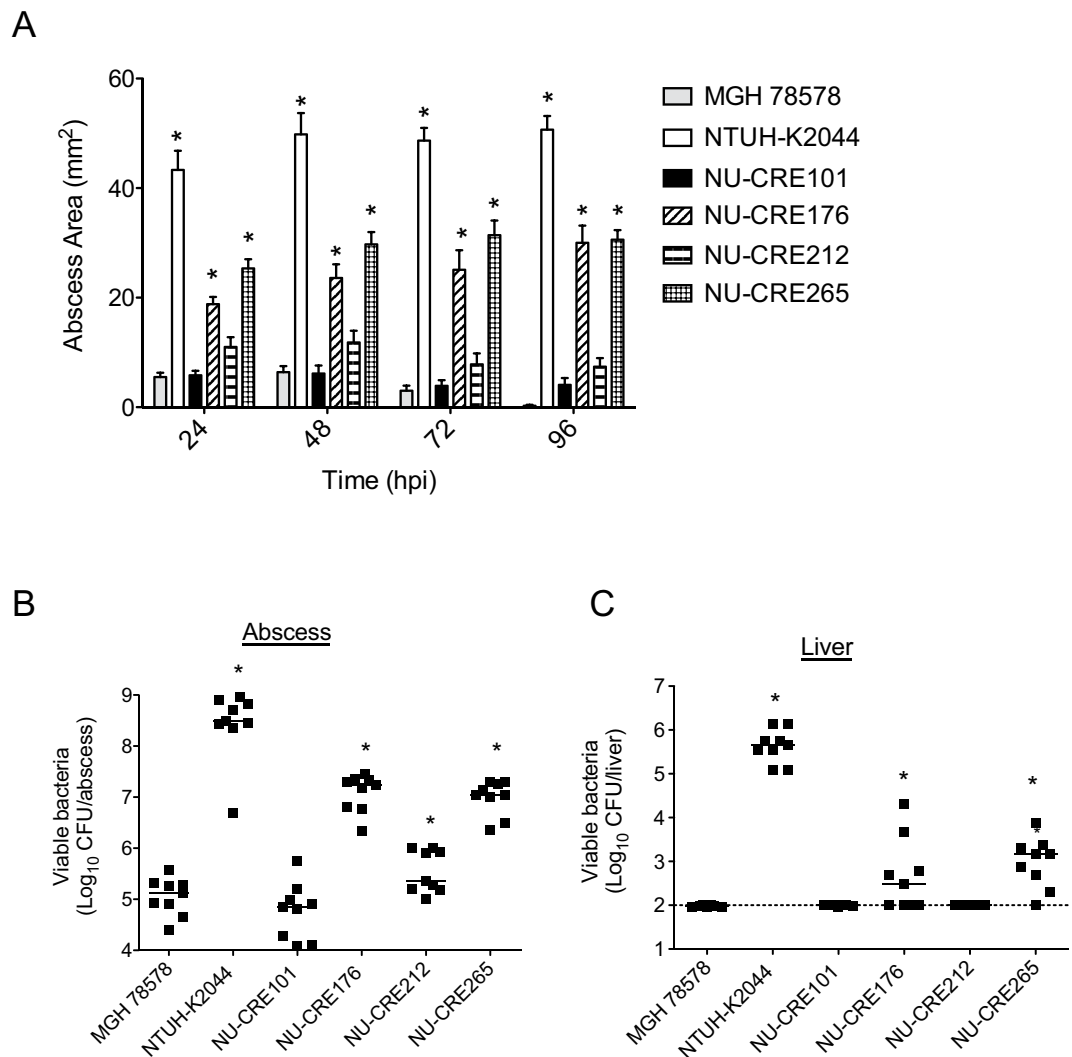 A
Abscess Area (mm²)
60
40
20
0
* * * * * * * * * * * *
24 48 72 96
Time (hpi)
MGH 78578
NTUH-K2044
NU-CRE101
NU-CRE176
NU-CRE212
NU-CRE265
B
Abscess
Viable bacteria
(Log₁₀ CFU/abscess)
9
8
7
6
5
4
* * * *
MGH 78578
NTUH-K2044
NU-CRE101
NU-CRE176
NU-CRE212
NU-CRE265
C
Liver
Viable bacteria
(Log₁₀ CFU/liver)
7
6
5
4
3
2
1
* * * *
MGH 78578
NTUH-K2044
NU-CRE101
NU-CRE176
NU-CRE212
NU-CRE265